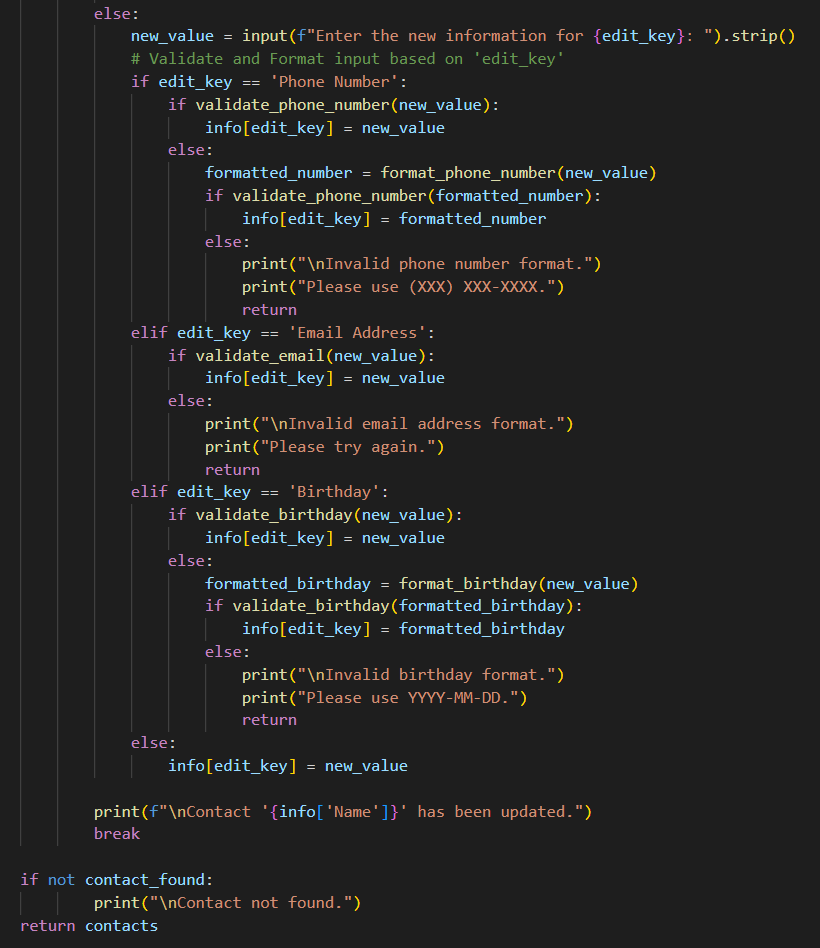 else:
    new_value = input(f"Enter the new information for {edit_key}: ").strip()
    # Validate and Format input based on 'edit_key'
    if edit_key == 'Phone Number':
        if validate_phone_number(new_value):
            info[edit_key] = new_value
        else:
            formatted_number = format_phone_number(new_value)
            if validate_phone_number(formatted_number):
                info[edit_key] = formatted_number
            else:
                print("\nInvalid phone number format.")
                print("Please use (XXX) XXX-XXXX.")
                return
    elif edit_key == 'Email Address':
        if validate_email(new_value):
            info[edit_key] = new_value
        else:
            print("\nInvalid email address format.")
            print("Please try again.")
            return
    elif edit_key == 'Birthday':
        if validate_birthday(new_value):
            info[edit_key] = new_value
        else:
            formatted_birthday = format_birthday(new_value)
            if validate_birthday(formatted_birthday):
                info[edit_key] = formatted_birthday
            else:
                print("\nInvalid birthday format.")
                print("Please use YYYY-MM-DD.")
                return
    else:
        info[edit_key] = new_value

print(f"\nContact '{info['Name']}' has been updated.")
break

if not contact_found:
        print("\nContact not found.")
return contacts